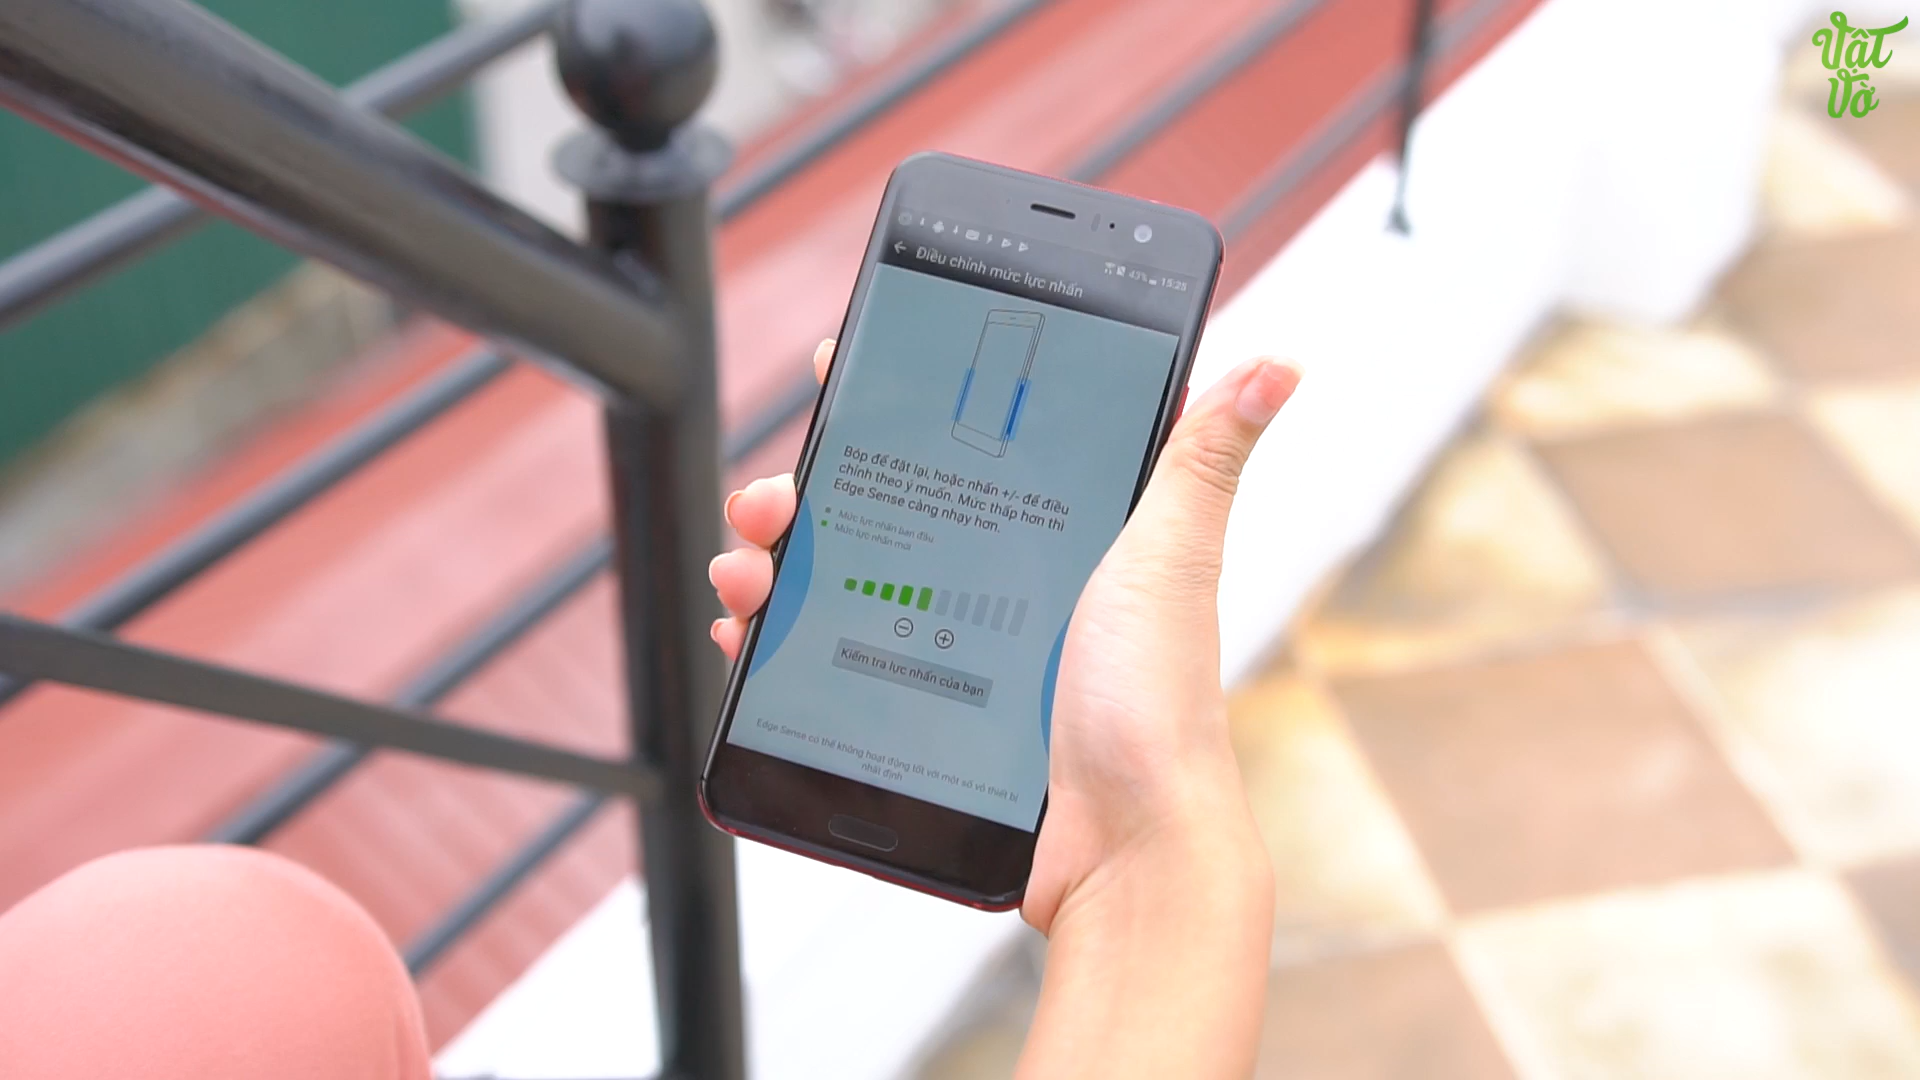 Vật
Vờ
43% 15:25
Điều chỉnh mức lực nhấn
Bóp để đặt lại, hoặc nhấn +/- để điều
chỉnh theo ý muốn. Mức thấp hơn thì
Edge Sense càng nhạy hơn.
Mức lực nhấn ban đầu
Mức lực nhấn mới
Kiểm tra lực nhấn của bạn
Edge Sense có thể không hoạt động tốt với một số vỏ thiết bị
nhất định